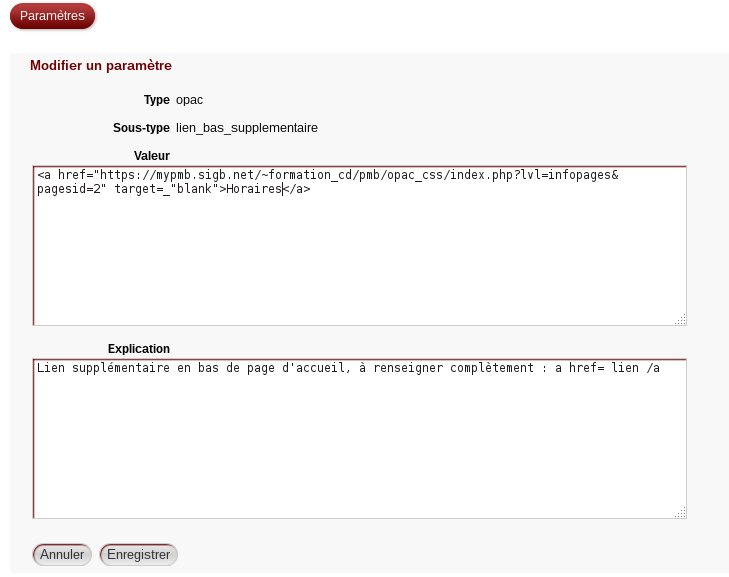 Paramètres
Modifier un paramètre
Type opac
Sous-type lien_bas_supplementaire
Valeur
<a href="https://mypmb.sigb.net/~formation_cd/pmb/opac_css/index.php?lvl=infopages&
pagesid=2" target=_"blank">Horaires</a>
Explication
Lien supplémentaire en bas de page d'accueil, à renseigner complètement : a href= lien /a
Annuler Enregistrer